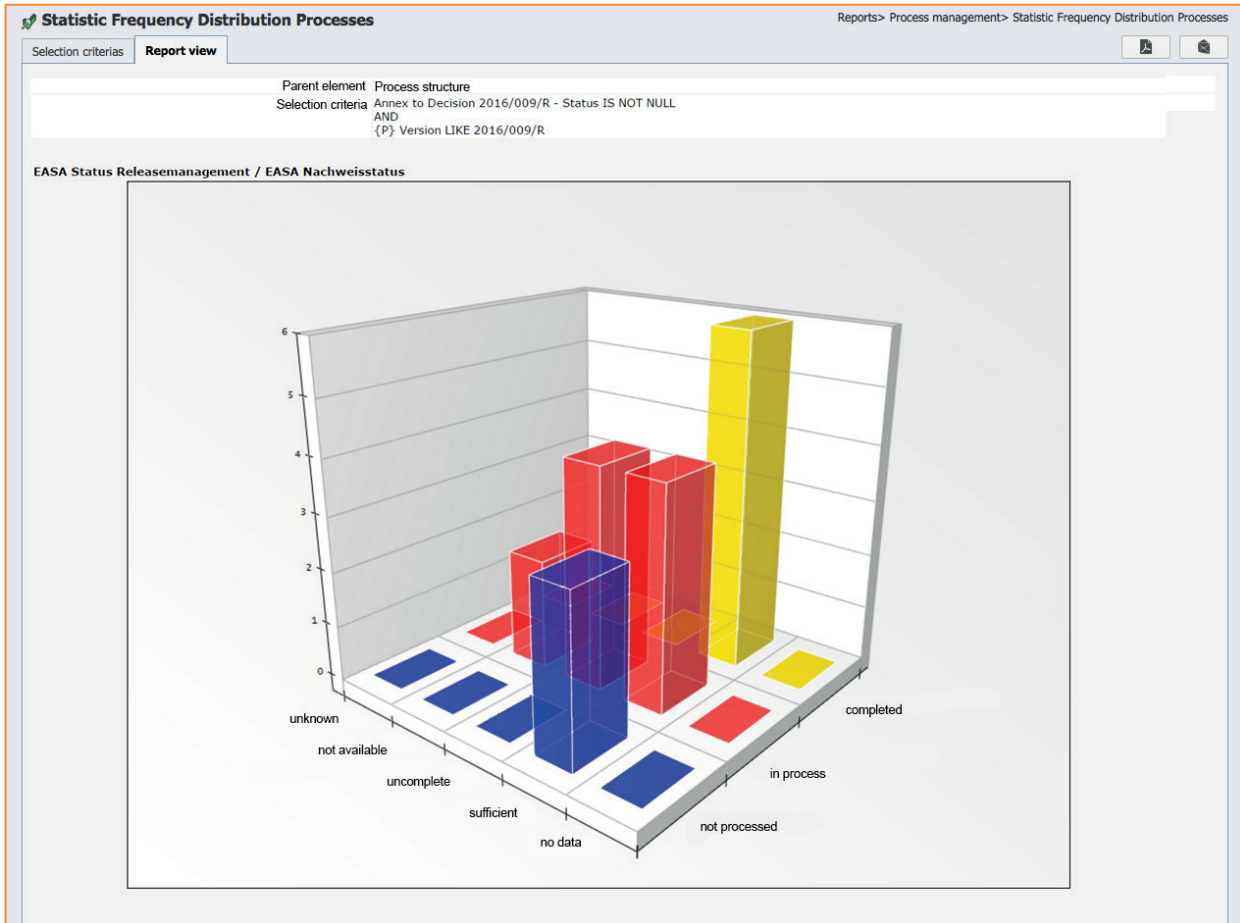 Statistic Frequency Distribution Processes
Reports> Process management> Statistic Frequency Distribution Processes
Selection criterias
Report view
Parent element Process structure
Selection criteria Annex to Decision 2016/009/R - Status IS NOT NULL
AND
{P} Version LIKE 2016/009/R
EASA Status Releasemanagement / EASA Nachweisstatus
6
5
4
3
2
1
0
unknown
not available
uncomplete
sufficient
no data
not processed
in process
completed